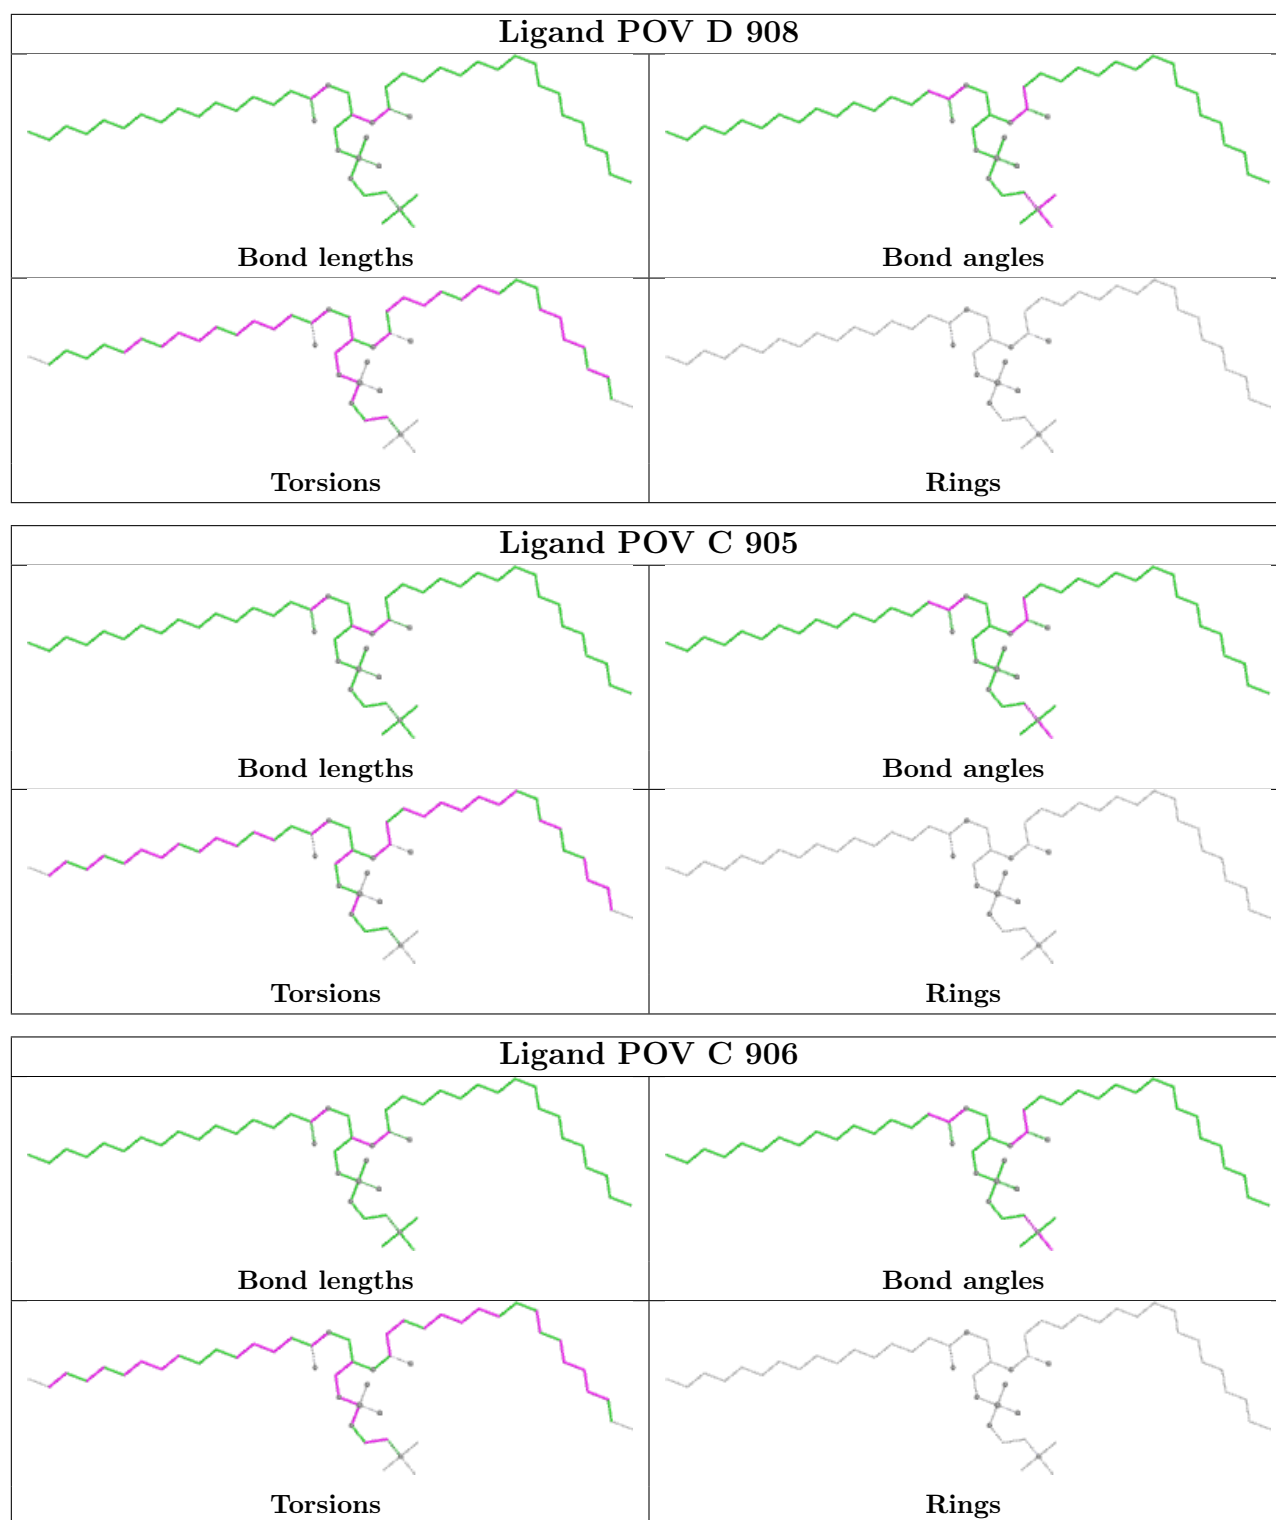 Ligand POV D 908
Bond lengths
Bond angles
Torsions
Rings
Ligand POV C 905
Bond lengths
Bond angles
Torsions
Rings
Ligand POV C 906
Bond lengths
Bond angles
Torsions
Rings